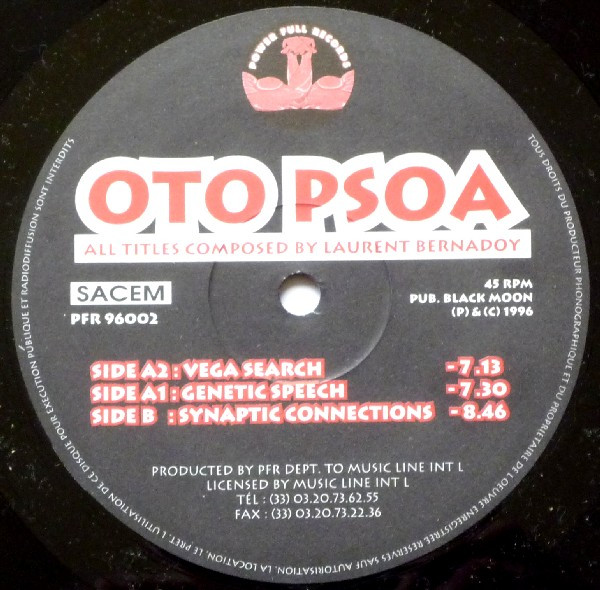 POWER FULL RECORDS
OTO PSOA
ALL TITLES COMPOSED BY LAURENT BERNADOY
SACEM
PFR 96002
45 RPM
PUB. BLACK MOON
(P) & (C) 1996
SIDE A2 : VEGA SEARCH -7.13
SIDE A1 : GENETIC SPEECH -7.30
SIDE B : SYNAPTIC CONNECTIONS -8.46
PRODUCED BY PFR DEPT. TO MUSIC LINE INT L
LICENSED BY MUSIC LINE INT L
TÉL : (33) 03.20.73.62.55
FAX : (33) 03.20.73.22.36
TOUS DROITS DU PRODUCTEUR PHONOGRAPHIQUE ET DU PROPRIETAIRE DE L'OEUVRE ENREGISTREE RESERVES SAUF AUTORISATION. LA LOCATION, LE PRET, L UTILISATION DE CE DISQUE POUR EXECUTION PUBLIQUE ET RADIODIFFUSION SONT INTERDITS